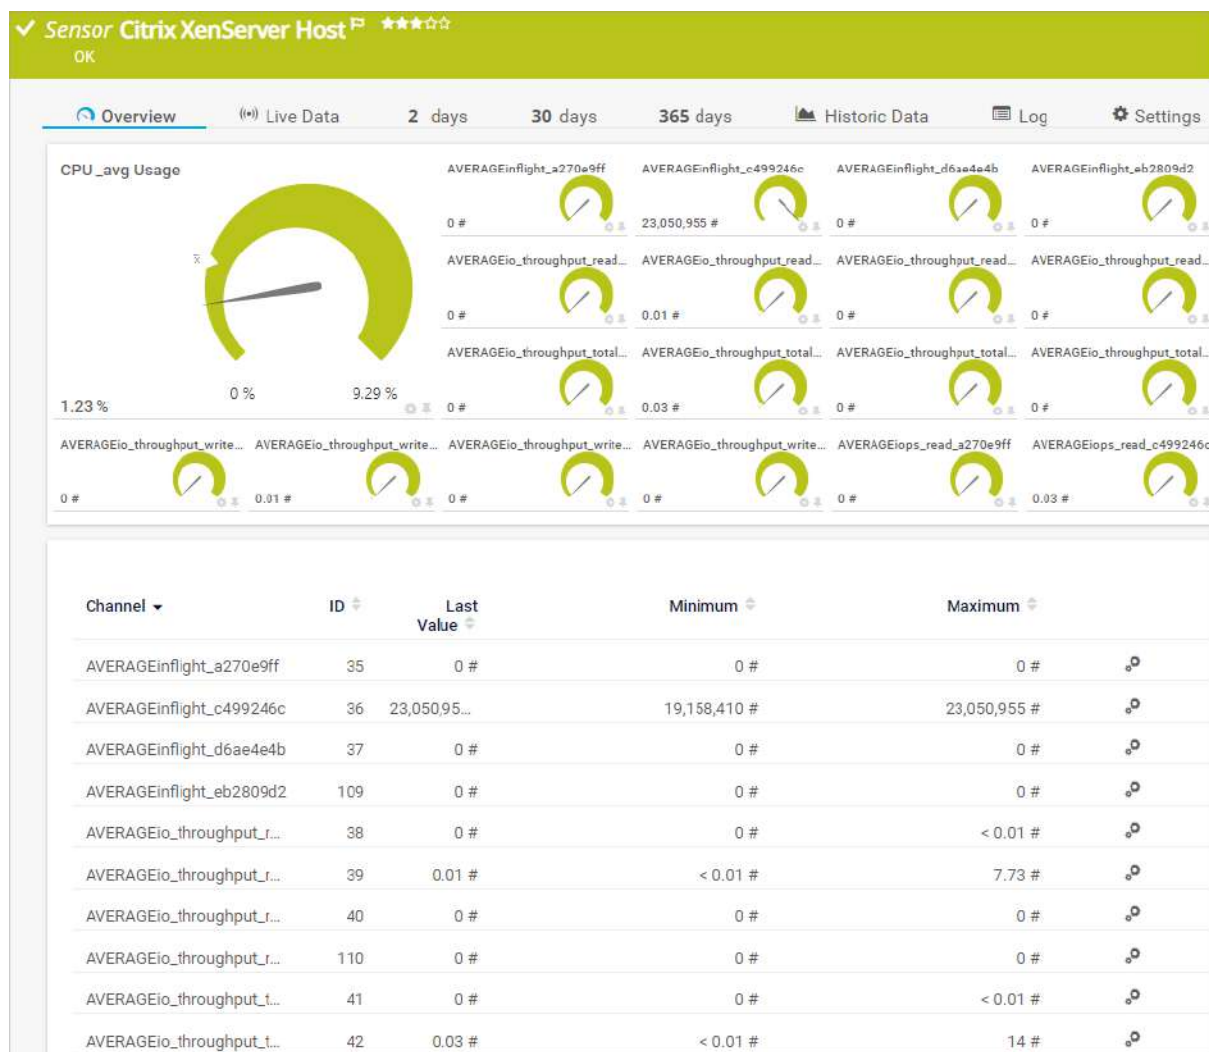 Sensor Citrix XenServer Host
OK
Overview Live Data 2 days 30 days 365 days Historic Data Log Settings
CPU_avg Usage
x̄
0 % 9.29 %
1.23 %
AVERAGEinflight_a270e9ff AVERAGEinflight_c499246c AVERAGEinflight_d6ae4e4b AVERAGEinflight_eb2809d2
0 # 23,050,955 # 0 # 0 #
AVERAGEio_throughput_read... AVERAGEio_throughput_read... AVERAGEio_throughput_read... AVERAGEio_throughput_read...
0 # 0.01 # 0 # 0 #
AVERAGEio_throughput_total... AVERAGEio_throughput_total... AVERAGEio_throughput_total... AVERAGEio_throughput_total...
0 # 0.03 # 0 # 0 #
AVERAGEio_throughput_write... AVERAGEio_throughput_write... AVERAGEio_throughput_write... AVERAGEio_throughput_write... AVERAGEiops_read_a270e9ff AVERAGEiops_read_c499246c
0 # 0.01 # 0 # 0 # 0 # 0.03 #
Channel ID Last Value Minimum Maximum
AVERAGEinflight_a270e9ff 35 0 # 0 # 0 #
AVERAGEinflight_c499246c 36 23,050,95... 19,158,410 # 23,050,955 #
AVERAGEinflight_d6ae4e4b 37 0 # 0 # 0 #
AVERAGEinflight_eb2809d2 109 0 # 0 # 0 #
AVERAGEio_throughput_r... 38 0 # 0 # < 0.01 #
AVERAGEio_throughput_r... 39 0.01 # < 0.01 # 7.73 #
AVERAGEio_throughput_r... 40 0 # 0 # 0 #
AVERAGEio_throughput_r... 110 0 # 0 # 0 #
AVERAGEio_throughput_t... 41 0 # 0 # < 0.01 #
AVERAGEio_throughput_t... 42 0.03 # < 0.01 # 14 #